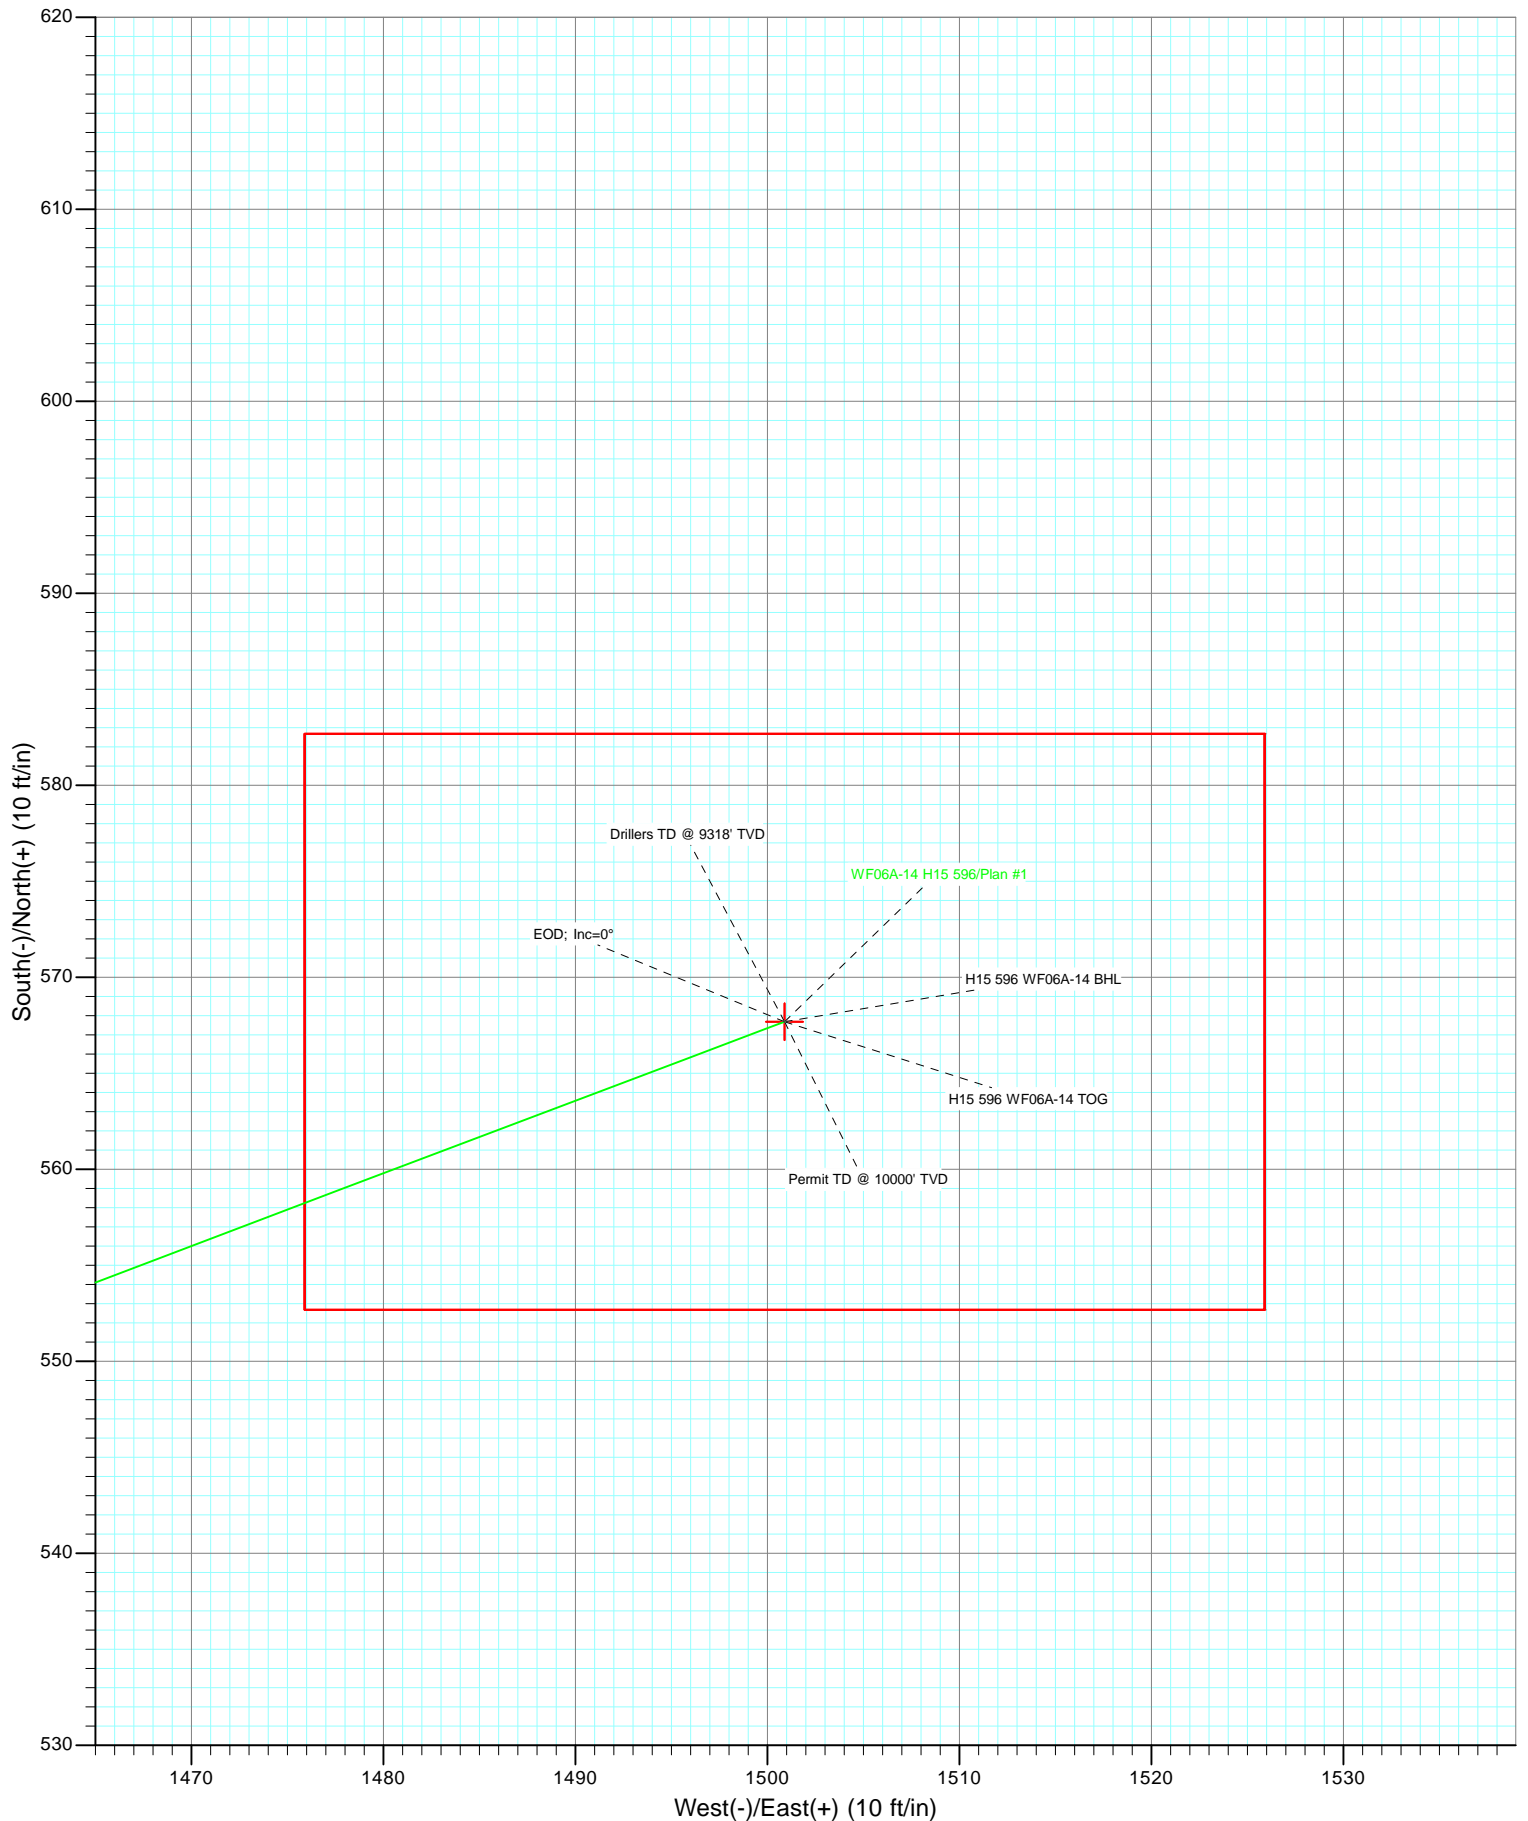 620
610
600
590
580
570
560
550
540
530
South(-)/North(+) (10 ft/in)
Drillers TD @ 9318' TVD
WF06A-14 H15 596/Plan #1
EOD; Inc=0°
H15 596 WF06A-14 BHL
H15 596 WF06A-14 TOG
Permit TD @ 10000' TVD
1470
1480
1490
1500
1510
1520
1530
West(-)/East(+) (10 ft/in)